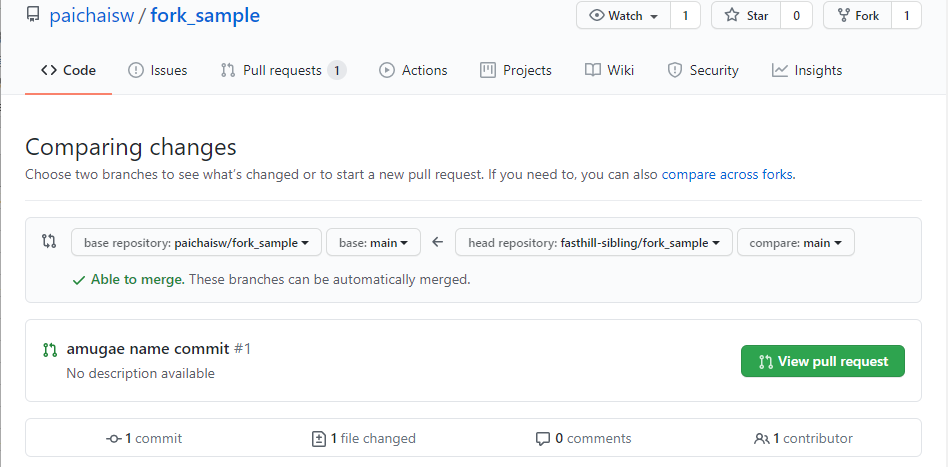 paichaisw / fork_sample Watch 1 Star 0 Fork 1
Code Issues Pull requests 1 Actions Projects Wiki Security Insights
Comparing changes
Choose two branches to see what's changed or to start a new pull request. If you need to, you can also compare across forks.
base repository: paichaisw/fork_sample base: main head repository: fasthill-sibling/fork_sample compare: main
Able to merge. These branches can be automatically merged.
amugae name commit #1
No description available
View pull request
1 commit 1 file changed 0 comments 1 contributor